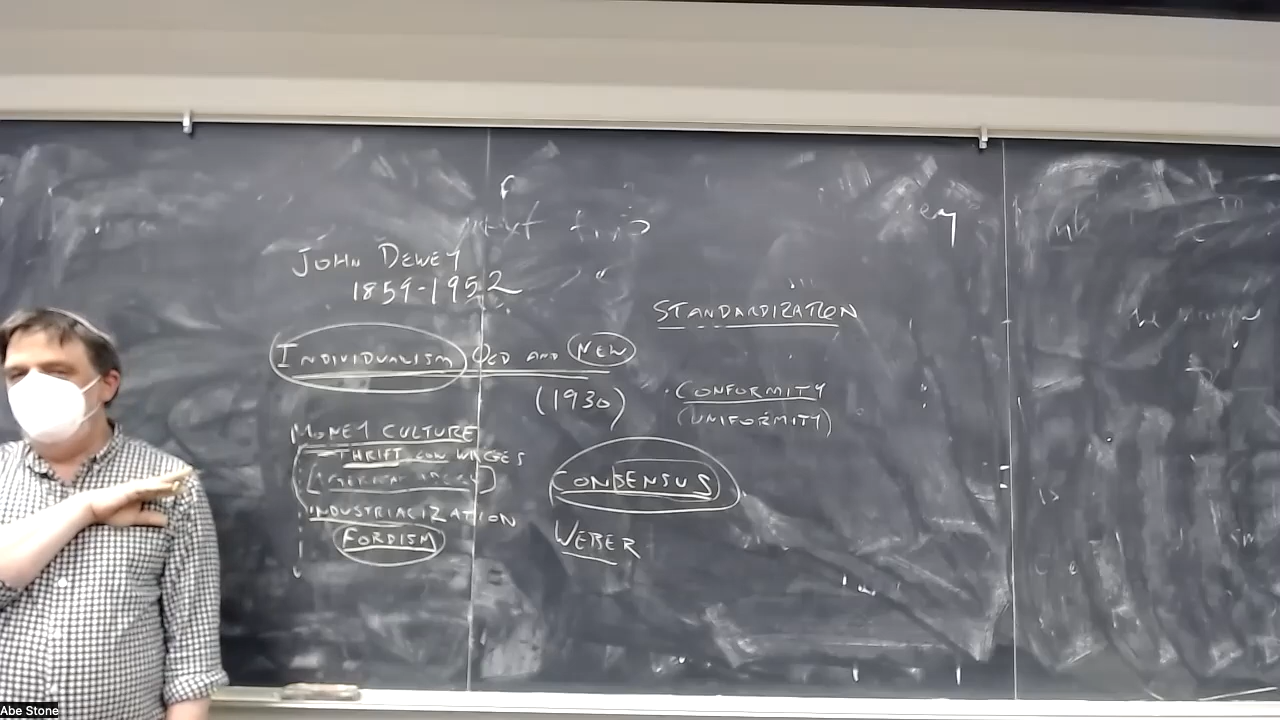 JOHN DEWEY
1859-1952
INDIVIDUALISM OLD AND NEW
(1930)
MONEY CULTURE
THRIFT WAGES
INDUSTRIALIZATION
FORDISM
STANDARDIZATION
CONFORMITY
(UNIFORMITY)
CONSENSUS
WEBER
Abe Stone